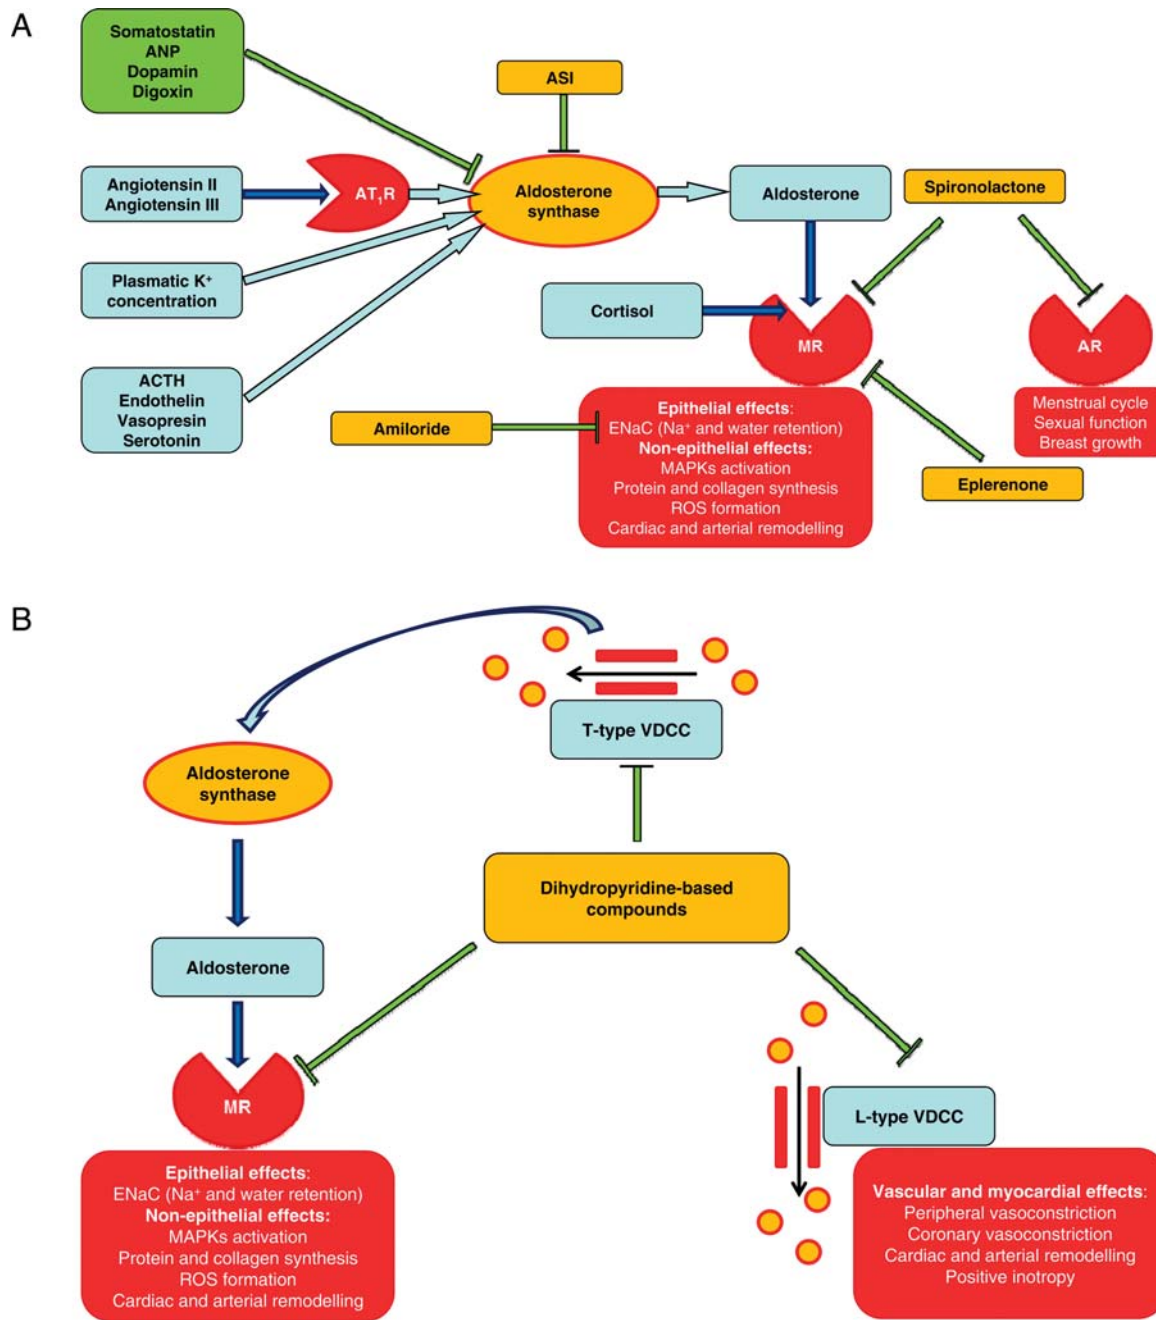 A
Somatostatin
ANP
Dopamin
Digoxin
ASI
Angiotensin II
Angiotensin III
AT₁R
Aldosterone
synthase
Aldosterone
Spironolactone
Plasmatic K⁺
concentration
Cortisol
MR
AR
ACTH
Endothelin
Vasopresin
Serotonin
Amiloride
Epithelial effects:
ENaC (Na⁺ and water retention)
Non-epithelial effects:
MAPKs activation
Protein and collagen synthesis
ROS formation
Cardiac and arterial remodelling
Menstrual cycle
Sexual function
Breast growth
Eplerenone
B
T-type VDCC
Aldosterone
synthase
Dihydropyridine-based
compounds
Aldosterone
MR
L-type VDCC
Epithelial effects:
ENaC (Na⁺ and water retention)
Non-epithelial effects:
MAPKs activation
Protein and collagen synthesis
ROS formation
Cardiac and arterial remodelling
Vascular and myocardial effects:
Peripheral vasoconstriction
Coronary vasoconstriction
Cardiac and arterial remodelling
Positive inotropy